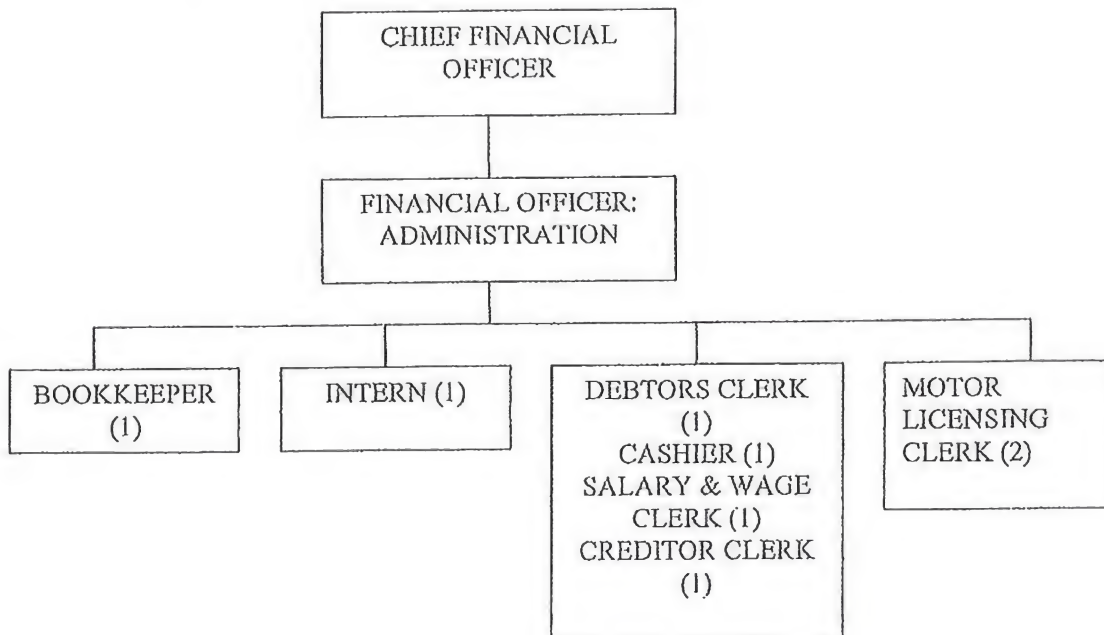 CHIEF FINANCIAL
OFFICER
FINANCIAL OFFICER:
ADMINISTRATION
BOOKKEEPER
(1)
INTERN (1)
DEBTORS CLERK
(1)
CASHIER (1)
SALARY & WAGE
CLERK (1)
CREDITOR CLERK
(1)
MOTOR
LICENSING
CLERK (2)